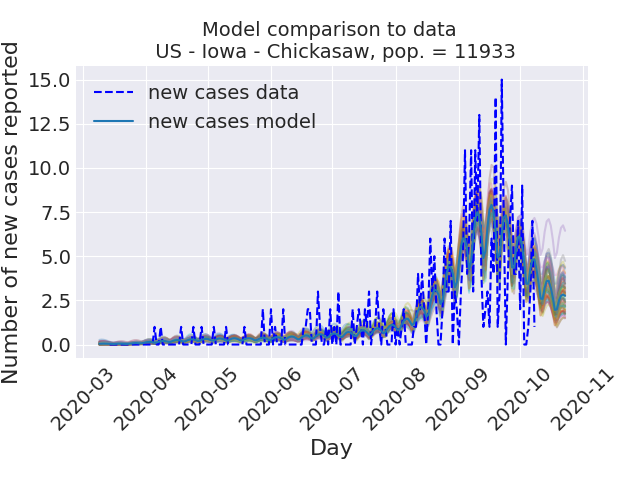 Model comparison to data
US - Iowa - Chickasaw, pop. = 11933
new cases data
new cases model
Number of new cases reported
15.0
12.5
10.0
7.5
5.0
2.5
0.0
2020-03
2020-04
2020-05
2020-06
2020-07
2020-08
2020-09
2020-10
2020-11
Day